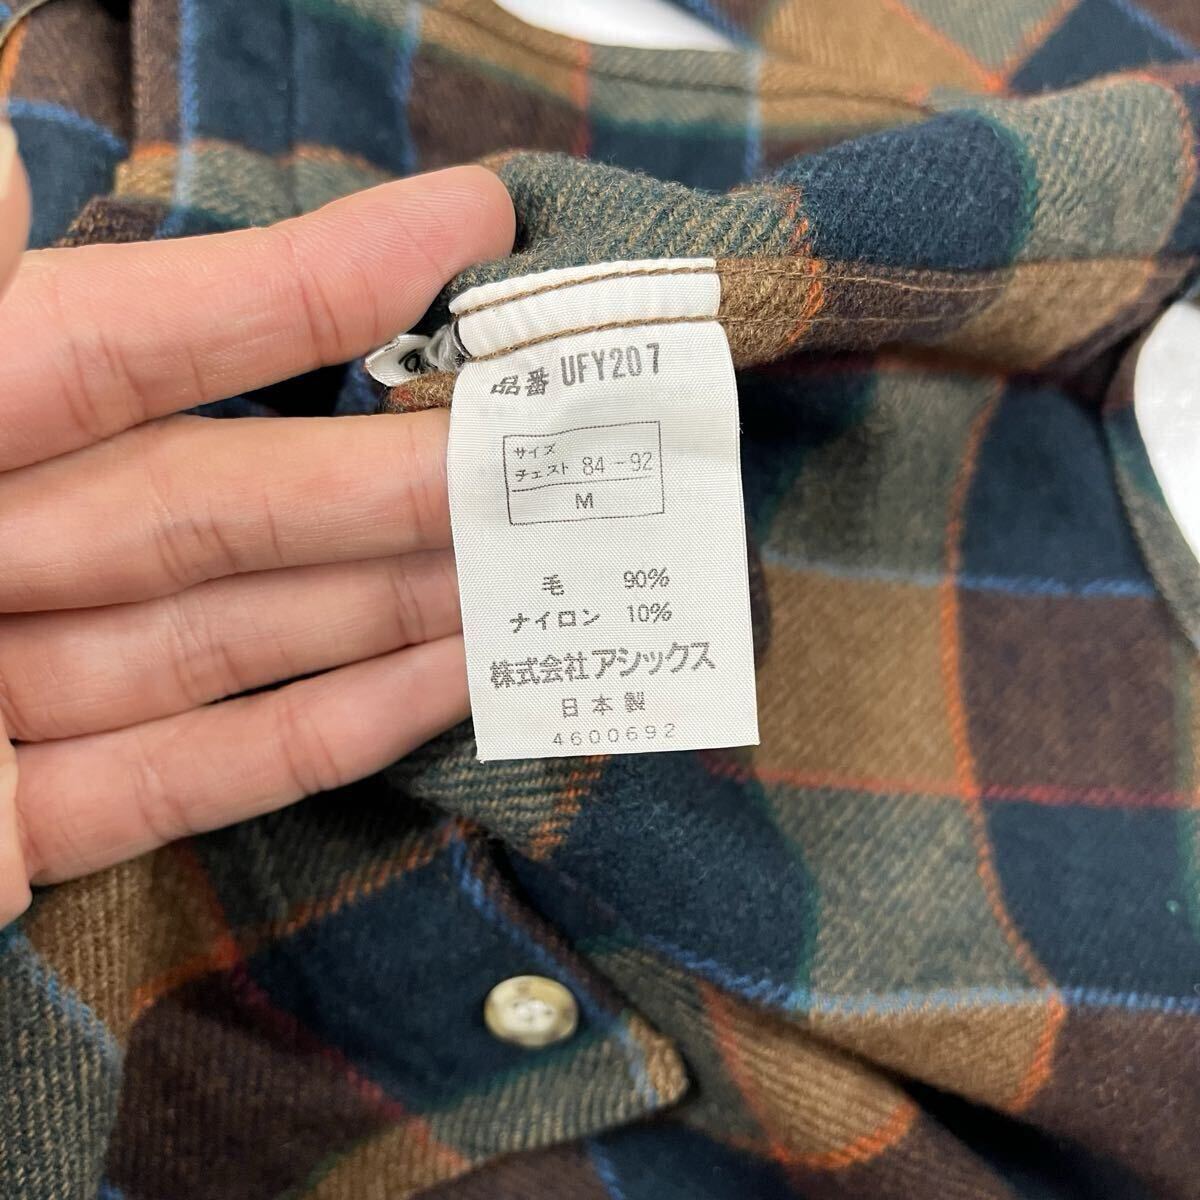 品番 UFY207
サイズ
チェスト 84-92
M
毛 90%
ナイロン 10%
株式会社アシックス
日本製
4600692